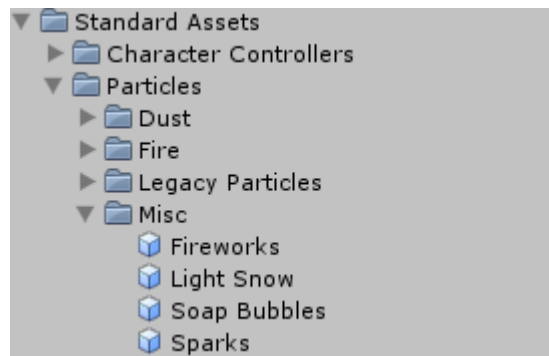 Standard Assets
Character Controllers
Particles
Dust
Fire
Legacy Particles
Misc
Fireworks
Light Snow
Soap Bubbles
Sparks